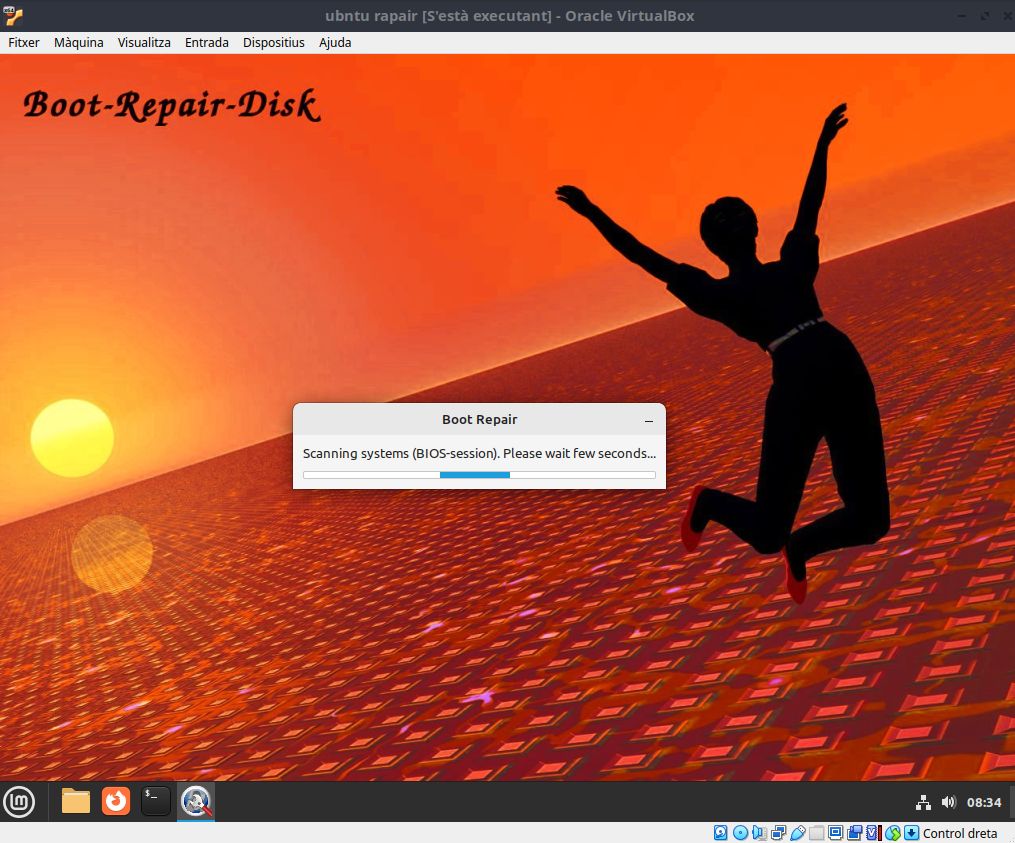 ubntu rapair [S'està executant] - Oracle VirtualBox
Fitxer Màquina Visualitza Entrada Dispositius Ajuda
Boot-Repair-Disk
Boot Repair
Scanning systems (BIOS-session). Please wait few seconds...
08:34
Control dreta